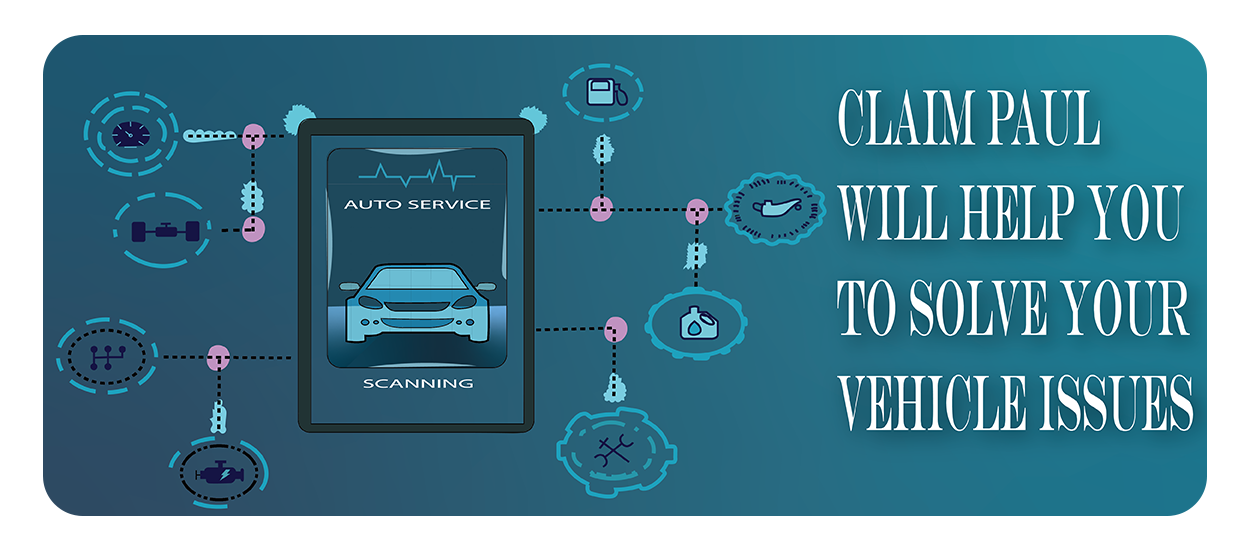 AUTO SERVICE
SCANNING
CLAIM PAUL
WILL HELP YOU
TO SOLVE YOUR
VEHICLE ISSUES